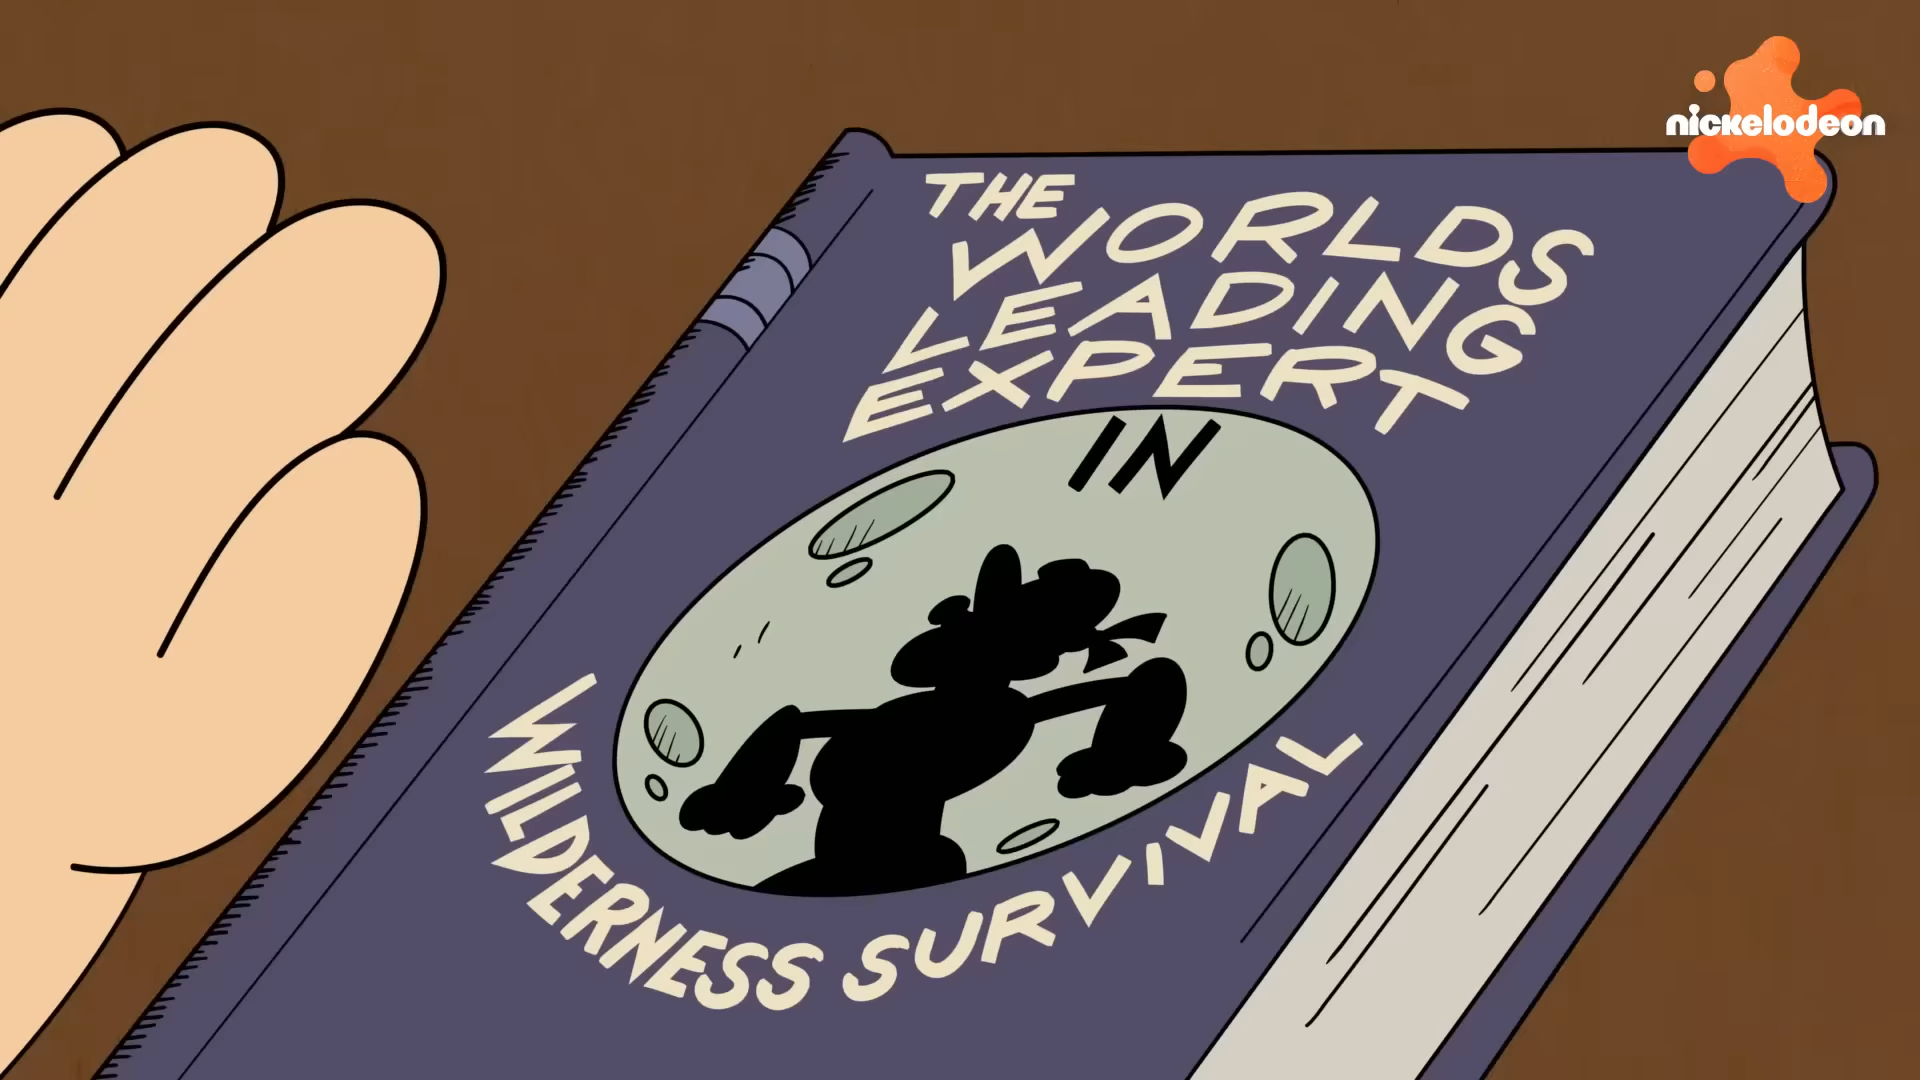 nickelodeon
THE
WORLDS
LEADING
EXPERT
IN
WILDERNESS SURVIVAL